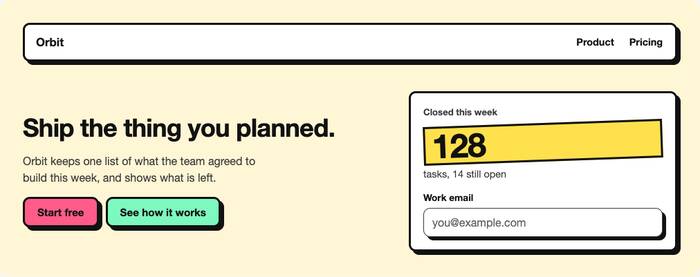 Orbit
Product Pricing
Ship the thing you planned.
Orbit keeps one list of what the team agreed to
build this week, and shows what is left.
Start free
See how it works
Closed this week
128
tasks, 14 still open
Work email
you@example.com